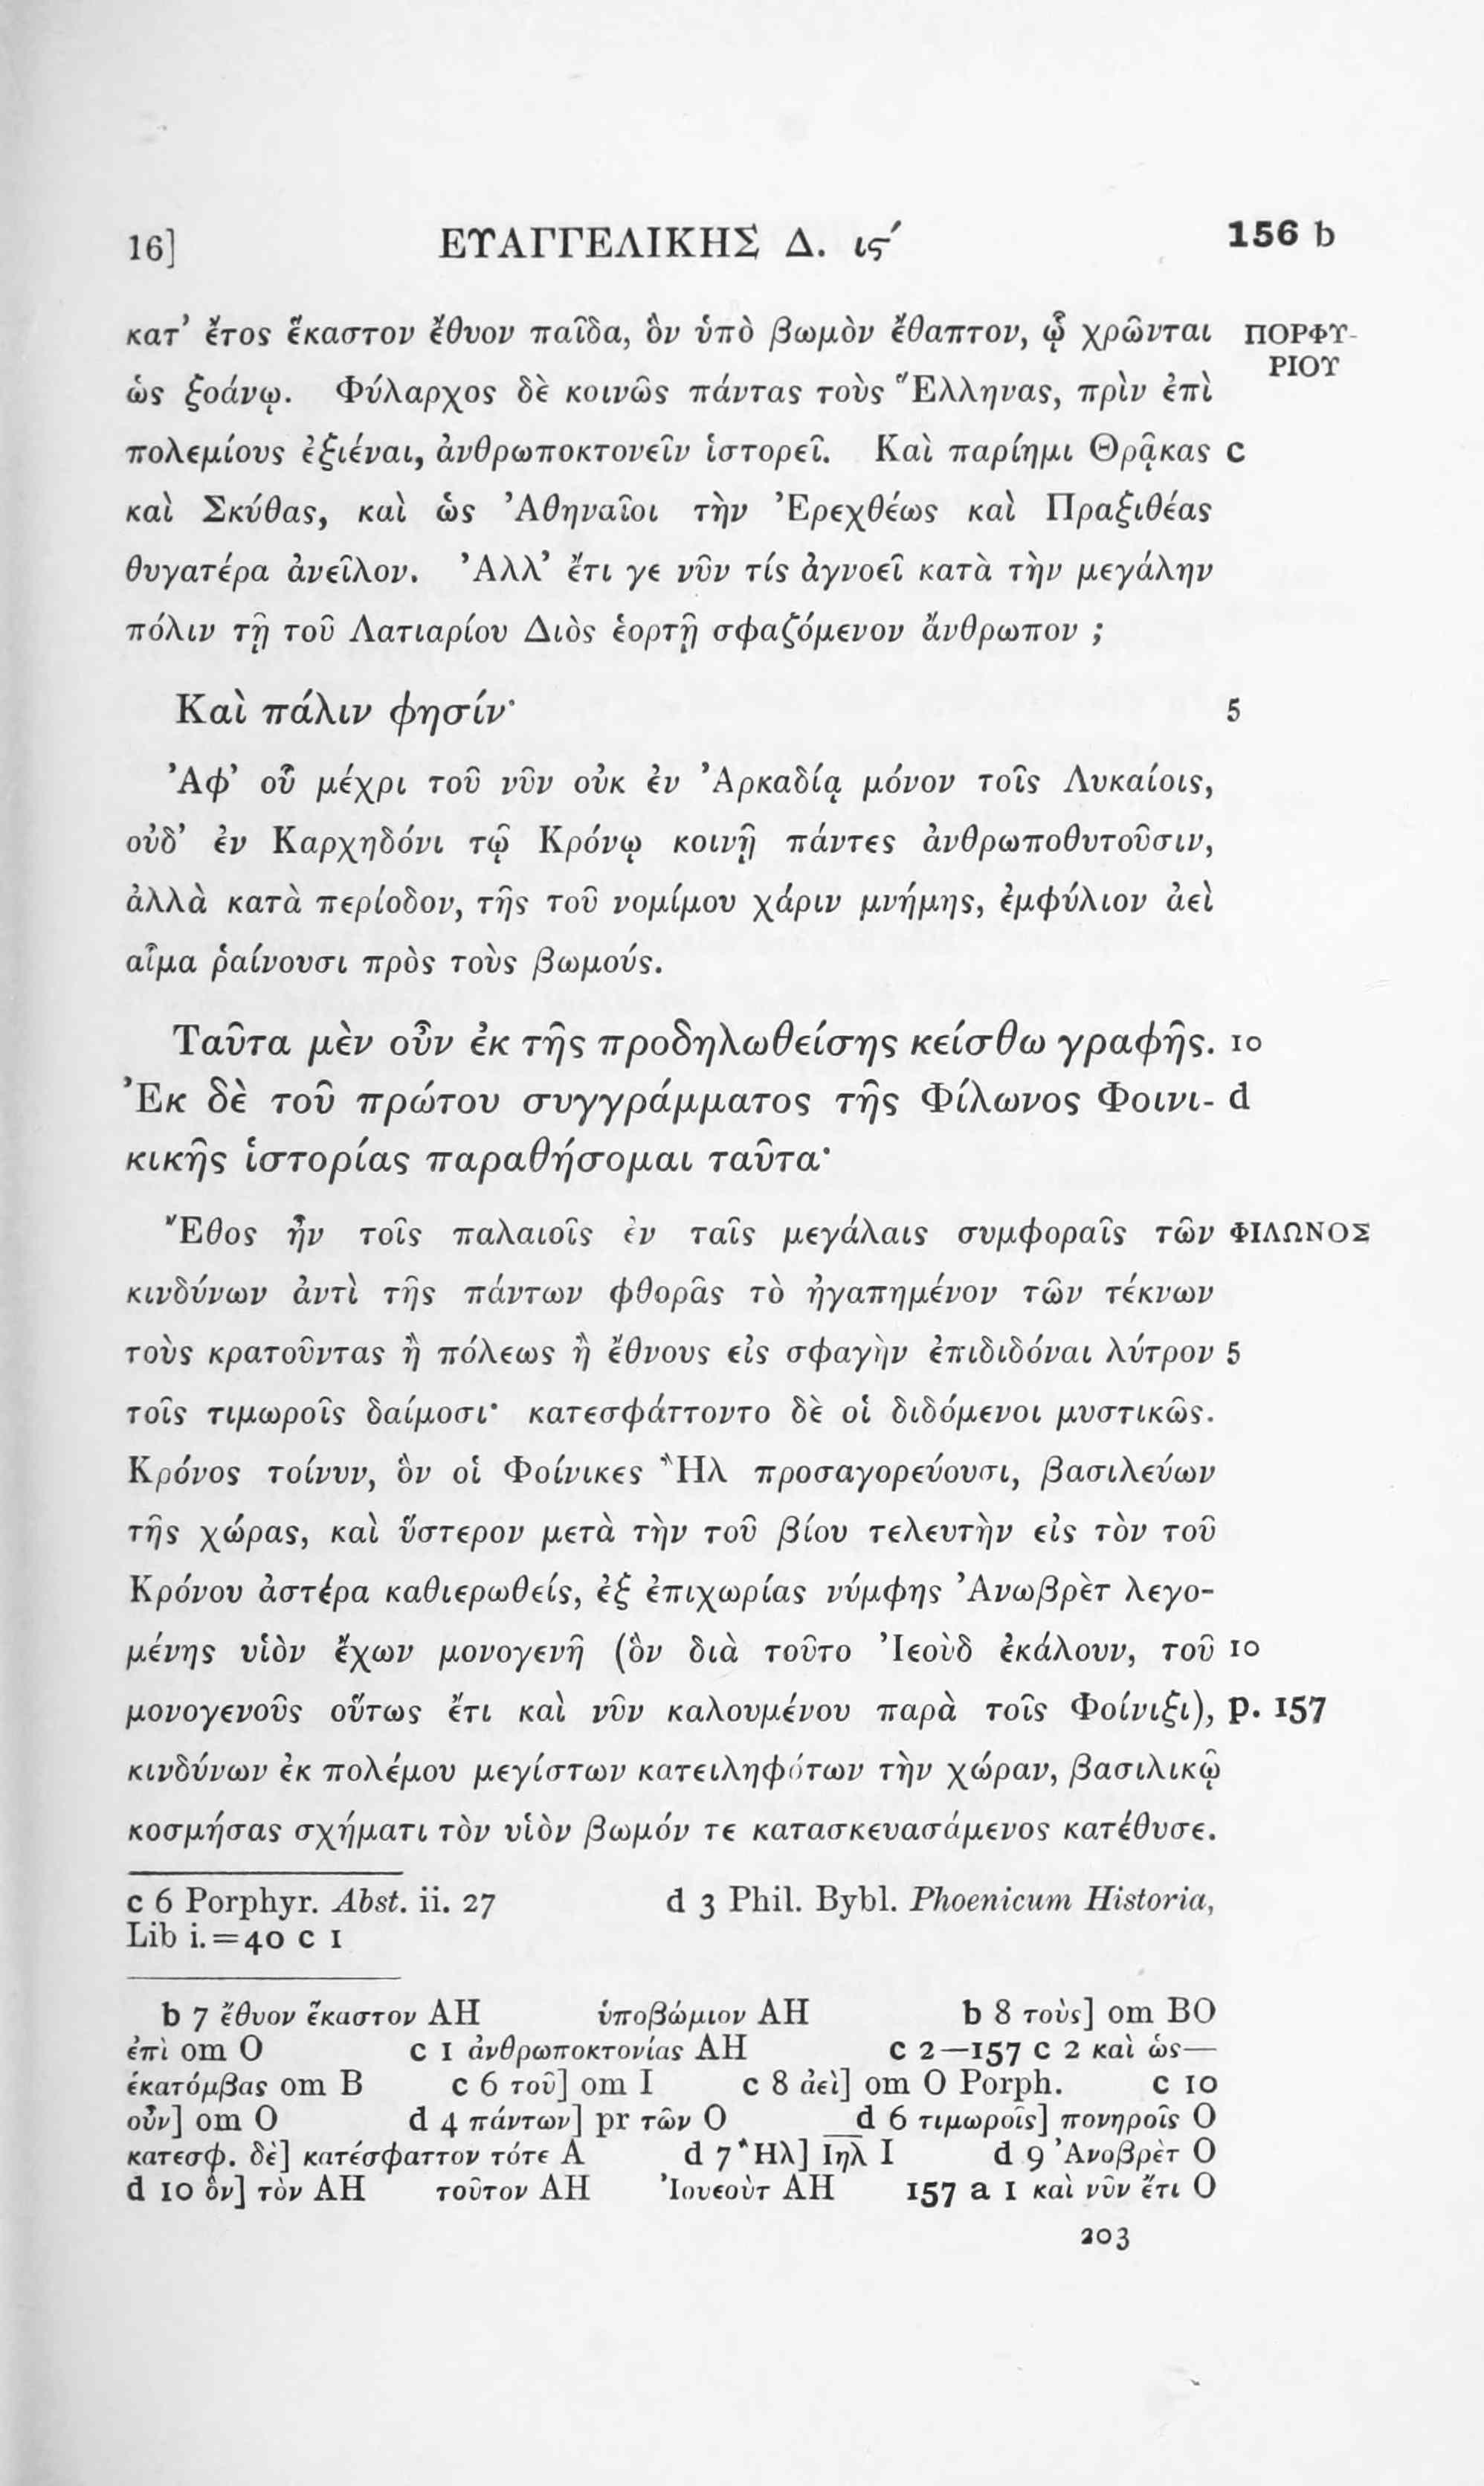 16] ΕΥΑΓΓΕΛΙΚΗΣ Δ. ιϛ′ 156 b
κατ’ ἔτος ἕκαστον ἔθυον παῖδα, ὃν ὑπὸ βωμὸν ἔθαπτον, ᾧ χρῶνται ΠΟΡΦΥ-
ΡΙΟΥ
ὡς ξοάνῳ. Φύλαρχος δὲ κοινῶς πάντας τοὺς Ἕλληνας, πρὶν ἐπὶ
πολεμίους ἐξιέναι, ἀνθρωποκτονεῖν ἱστορεῖ. Καὶ παρίημι Θρᾷκας c
καὶ Σκύθας, καὶ ὡς Ἀθηναῖοι τὴν Ἐρεχθέως καὶ Πραξιθέας
θυγατέρα ἀνεῖλον. Ἀλλ’ ἔτι γε νῦν τίς ἀγνοεῖ κατὰ τὴν μεγάλην
πόλιν τῇ τοῦ Λατιαρίου Διὸς ἑορτῇ σφαζόμενον ἄνθρωπον ;
Καὶ πάλιν φησίν· 5
Ἀφ’ οὗ μέχρι τοῦ νῦν οὐκ ἐν Ἀρκαδίᾳ μόνον τοῖς Λυκαίοις,
οὐδ’ ἐν Καρχηδόνι τῷ Κρόνῳ κοινῇ πάντες ἀνθρωποθυτοῦσιν,
ἀλλὰ κατὰ περίοδον, τῆς τοῦ νομίμου χάριν μνήμης, ἐμφύλιον ἀεὶ
αἷμα ῥαίνουσι πρὸς τοὺς βωμούς.
Ταῦτα μὲν οὖν ἐκ τῆς προδηλωθείσης κείσθω γραφῆς. 10
Ἐκ δὲ τοῦ πρώτου συγγράμματος τῆς Φίλωνος Φοινι- d
κικῆς ἱστορίας παραθήσομαι ταῦτα·
Ἔθος ἦν τοῖς παλαιοῖς ἐν ταῖς μεγάλαις συμφοραῖς τῶν ΦΙΛΩΝΟΣ
κινδύνων ἀντὶ τῆς πάντων φθορᾶς τὸ ἠγαπημένον τῶν τέκνων
τοὺς κρατοῦντας ἢ πόλεως ἢ ἔθνους εἰς σφαγὴν ἐπιδιδόναι λύτρον 5
τοῖς τιμωροῖς δαίμοσι· κατεσφάττοντο δὲ οἱ διδόμενοι μυστικῶς.
Κρόνος τοίνυν, ὃν οἱ Φοίνικες Ἢλ προσαγορεύουσι, βασιλεύων
τῆς χώρας, καὶ ὕστερον μετὰ τὴν τοῦ βίου τελευτὴν εἰς τὸν τοῦ
Κρόνου ἀστέρα καθιερωθείς, ἐξ ἐπιχωρίας νύμφης Ἀνωβρὲτ λεγο-
μένης υἱὸν ἔχων μονογενῆ (ὃν διὰ τοῦτο Ἰεοὺδ ἐκάλουν, τοῦ 10
μονογενοῦς οὕτως ἔτι καὶ νῦν καλουμένου παρὰ τοῖς Φοίνιξι), p. 157
κινδύνων ἐκ πολέμου μεγίστων κατειληφότων τὴν χώραν, βασιλικῷ
κοσμήσας σχήματι τὸν υἱὸν βωμόν τε κατασκευασάμενος κατέθυσε.
c 6 Porphyr. Abst. ii. 27 d 3 Phil. Bybl. Phoenicum Historia,
Lib i.=40 c 1
b 7 ἔθυον ἕκαστον AH ὑποβώμιον AH b 8 τοὺς] om BO
ἐπὶ om O c 1 ἀνθρωποκτονίας AH c 2—157 c 2 καὶ ὡς—
ἑκατόμβας om B c 6 τοῦ] om I c 8 ἀεὶ] om O Porph. c 10
οὖν] om O d 4 πάντων] pr τῶν O d 6 τιμωροῖς] πονηροῖς O
κατεσφ. δὲ] κατέσφαττον τότε A d 7 Ἢλ] Ιηλ I d 9 Ἀνοβρὲτ O
d 10 ὃν] τὸν AH τοῦτον AH Ἰουεοὺτ AH 157 a 1 καὶ νῦν ἔτι O
203